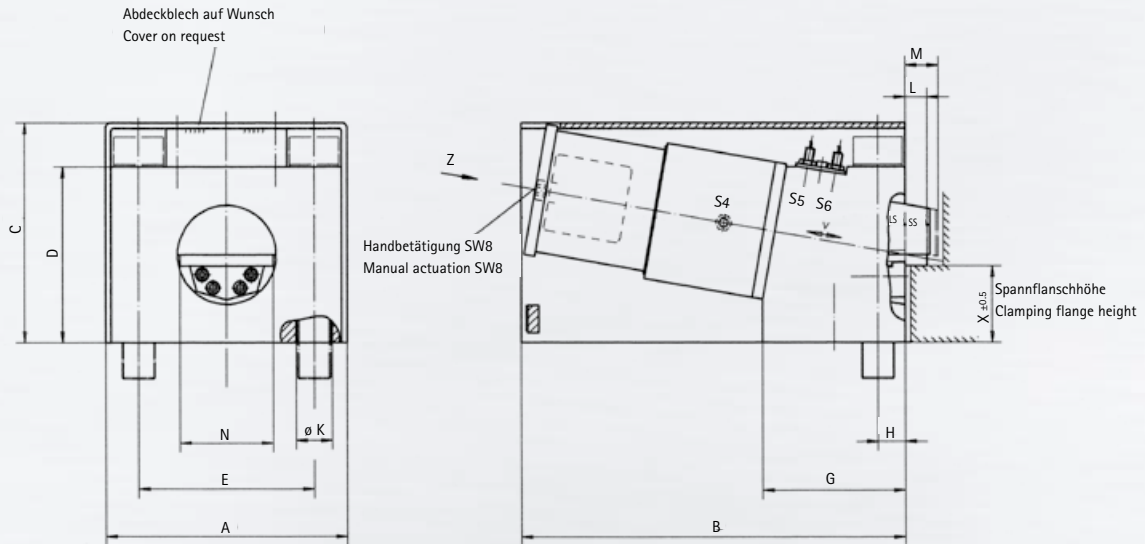 Abdeckblech auf Wunsch
Cover on request
C
D
N
ø K
E
A
Z
Handbetätigung SW8
Manual actuation SW8
S4
S5
S6
v
M
L
LS
SS
X ±0.5
Spannflanschhöhe
Clamping flange height
H
G
B